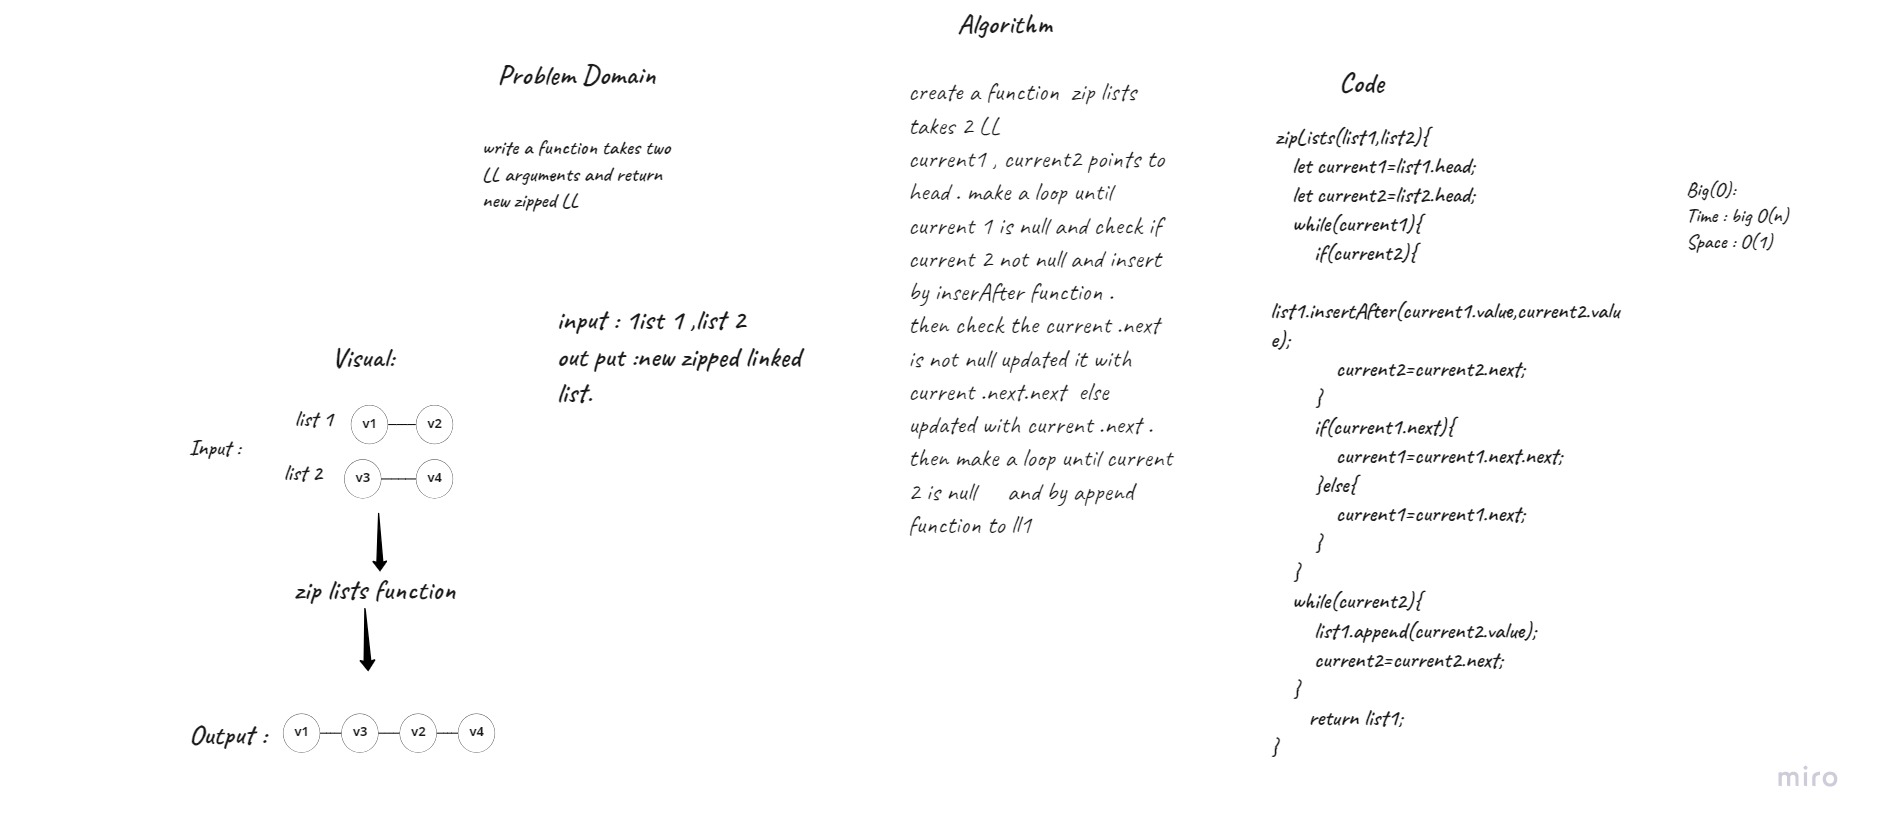 Problem Domain
write a function takes two
LL arguments and return
new zipped LL
input : 1ist 1 ,list 2
out put :new zipped linked
list.
Visual:
Input :
list 1
v1
v2
list 2
v3
v4
zip lists function
Output :
v1
v3
v2
v4
Algorithm
create a function  zip lists
takes 2 LL
current1 , current2 points to
head . make a loop until
current 1 is null and check if
current 2 not null and insert
by inserAfter function .
then check the current .next
is not null updated it with
current .next.next  else
updated with current .next .
then make a loop until current
2 is null     and by append
function to ll1
Code
zipLists(list1,list2){
let current1=list1.head;
let current2=list2.head;
while(current1){
if(current2){
list1.insertAfter(current1.value,current2.valu
e);
current2=current2.next;
}
if(current1.next){
current1=current1.next.next;
}else{
current1=current1.next;
}
}
while(current2){
list1.append(current2.value);
current2=current2.next;
}
return list1;
}
Big(O):
Time : big O(n)
Space : O(1)
miro